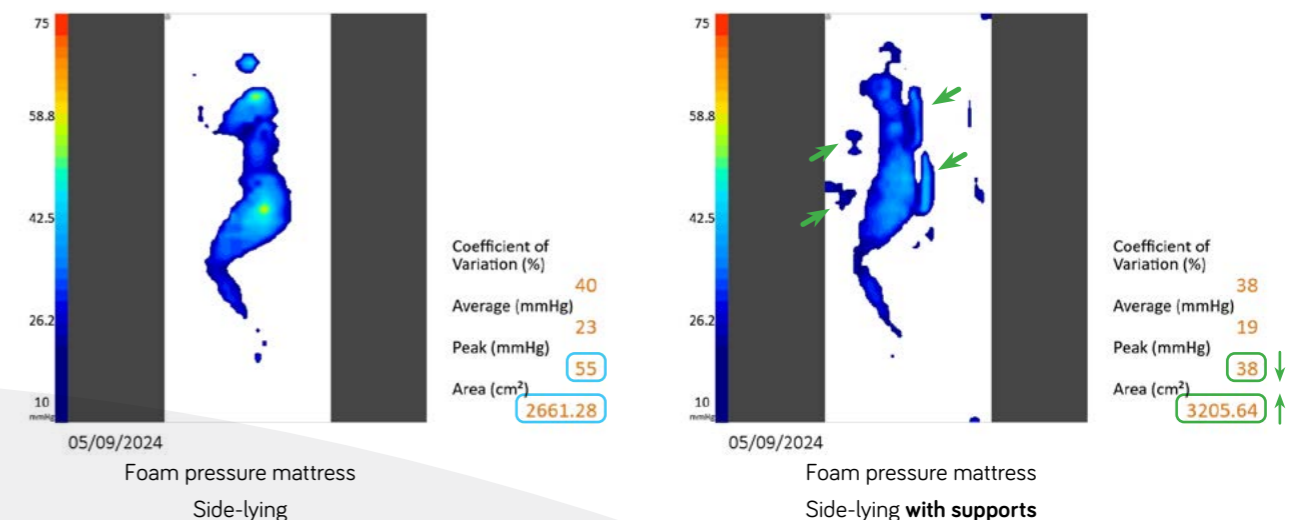 75
58.8
42.5
26.2
10
mmHg
Coefficient of
Variation (%)
40
Average (mmHg)
23
Peak (mmHg)
55
Area (cm²)
2661.28
05/09/2024
Foam pressure mattress
Side-lying
75
58.8
42.5
26.2
10
mmHg
Coefficient of
Variation (%)
38
Average (mmHg)
19
Peak (mmHg)
38
Area (cm²)
3205.64
05/09/2024
Foam pressure mattress
Side-lying with supports